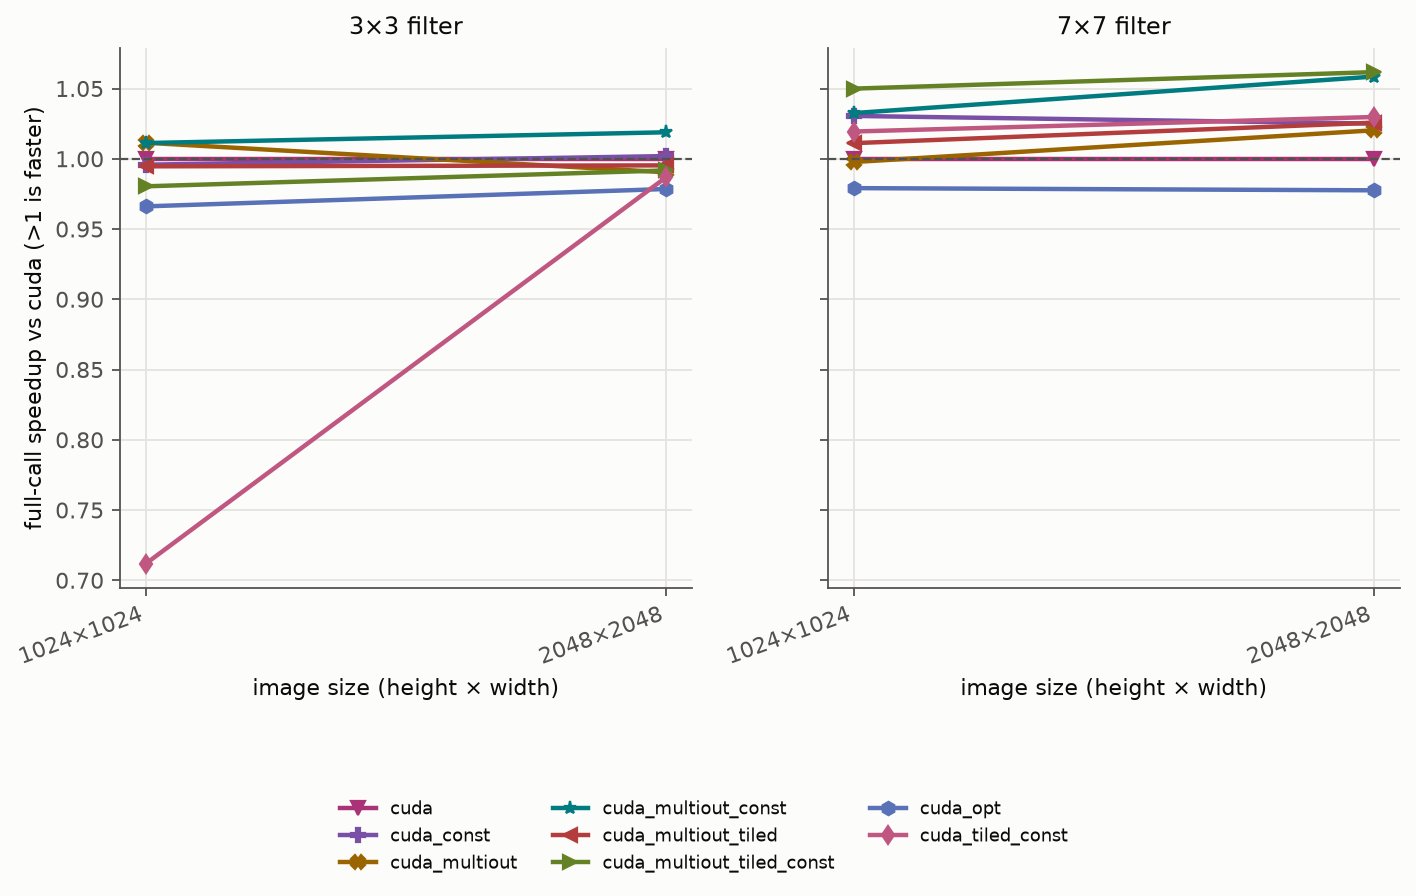 3×3 filter
7×7 filter
full-call speedup vs cuda (>1 is faster)
1.05
1.00
0.95
0.90
0.85
0.80
0.75
0.70
1024×1024
2048×2048
1024×1024
2048×2048
image size (height × width)
image size (height × width)
cuda
cuda_const
cuda_multiout
cuda_multiout_const
cuda_multiout_tiled
cuda_multiout_tiled_const
cuda_opt
cuda_tiled_const